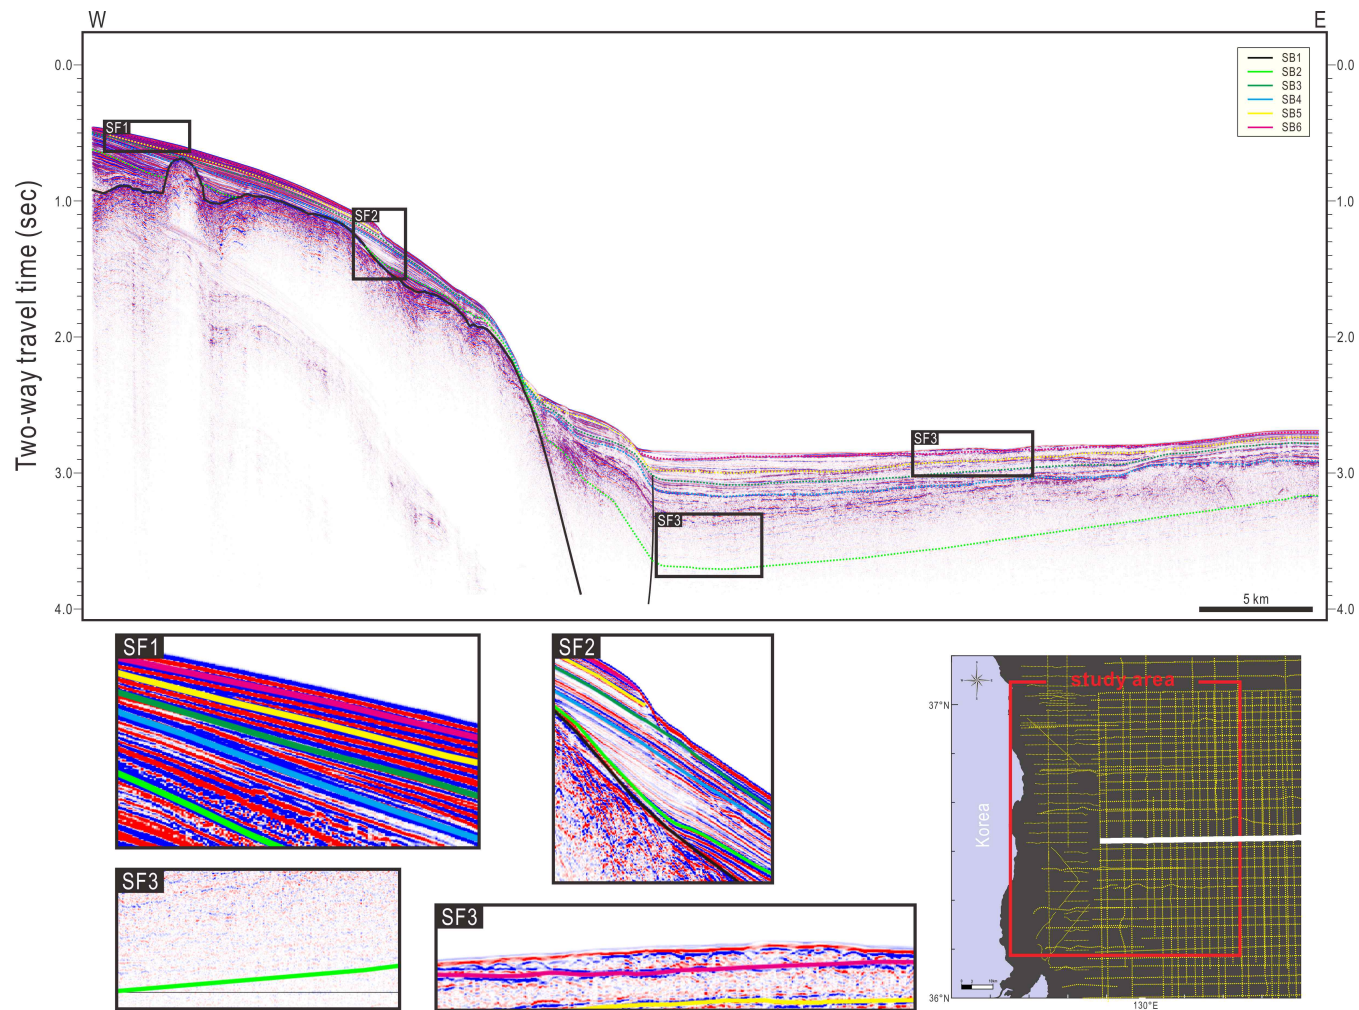 W E
0.0 0.0
SB1
SB2
SB3
SB4
SB5
SB6
SF1
1.0 1.0
SF2
Two-way travel time (sec)
2.0 2.0
SF3
3.0 3.0
SF3
5 km
4.0 4.0
SF1
SF2
study area
37°N
Korea
SF3
SF3
36°N
130°E